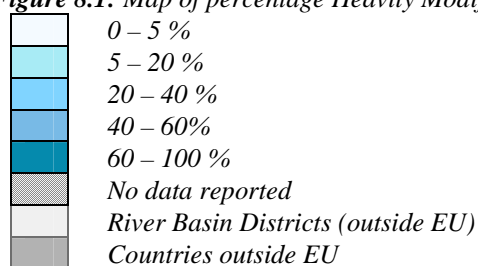 Figure 8.1: Map of percentage Heavily Modi
0 – 5 %
5 – 20 %
20 – 40 %
40 – 60%
60 – 100 %
No data reported
River Basin Districts (outside EU)
Countries outside EU